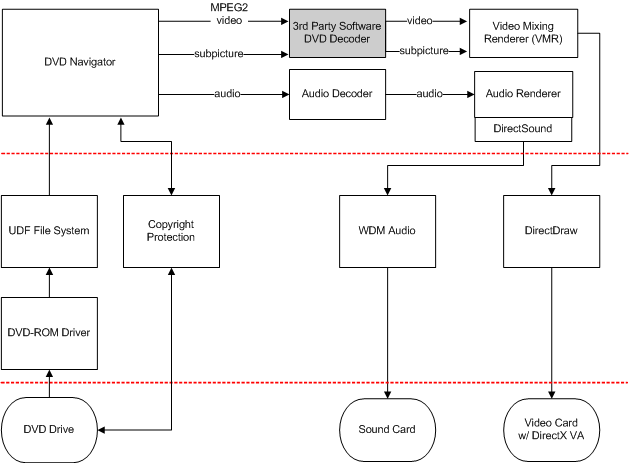 MPEG2
video
DVD Navigator
subpicture
audio
3rd Party Software
DVD Decoder
video
subpicture
Video Mixing
Renderer (VMR)
Audio Decoder
audio
Audio Renderer
DirectSound
UDF File System
Copyright
Protection
WDM Audio
DirectDraw
DVD-ROM Driver
DVD Drive
Sound Card
Video Card
w/ DirectX VA